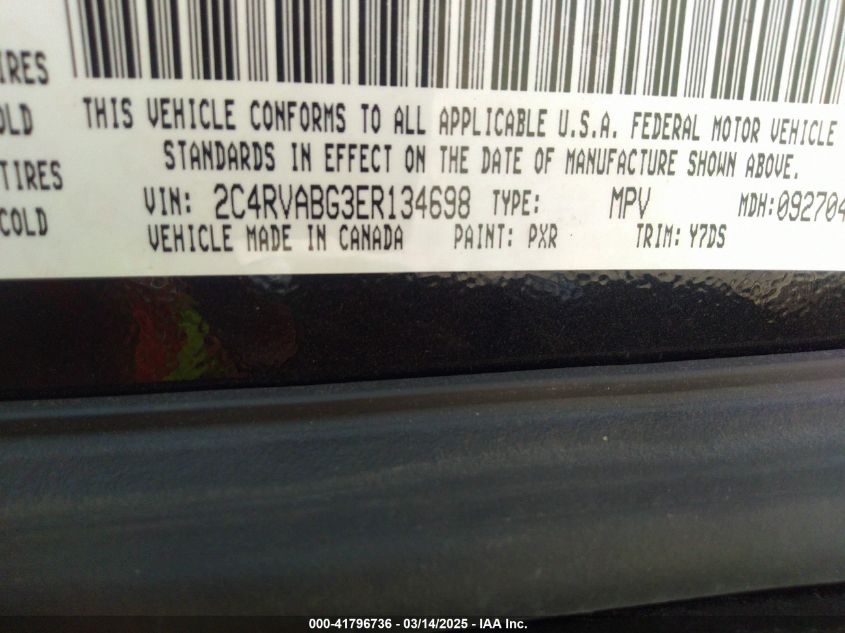 IRES
OLD
TIRES
COLD
THIS VEHICLE CONFORMS TO ALL APPLICABLE U.S.A. FEDERAL MOTOR VEHICLE
STANDARDS IN EFFECT ON THE DATE OF MANUFACTURE SHOWN ABOVE.
VIN: 2C4RVABG3ER134698 TYPE: MPV MDH:092704
VEHICLE MADE IN CANADA PAINT: PXR TRIM: Y7DS
000-41796736 - 03/14/2025 - IAA Inc.